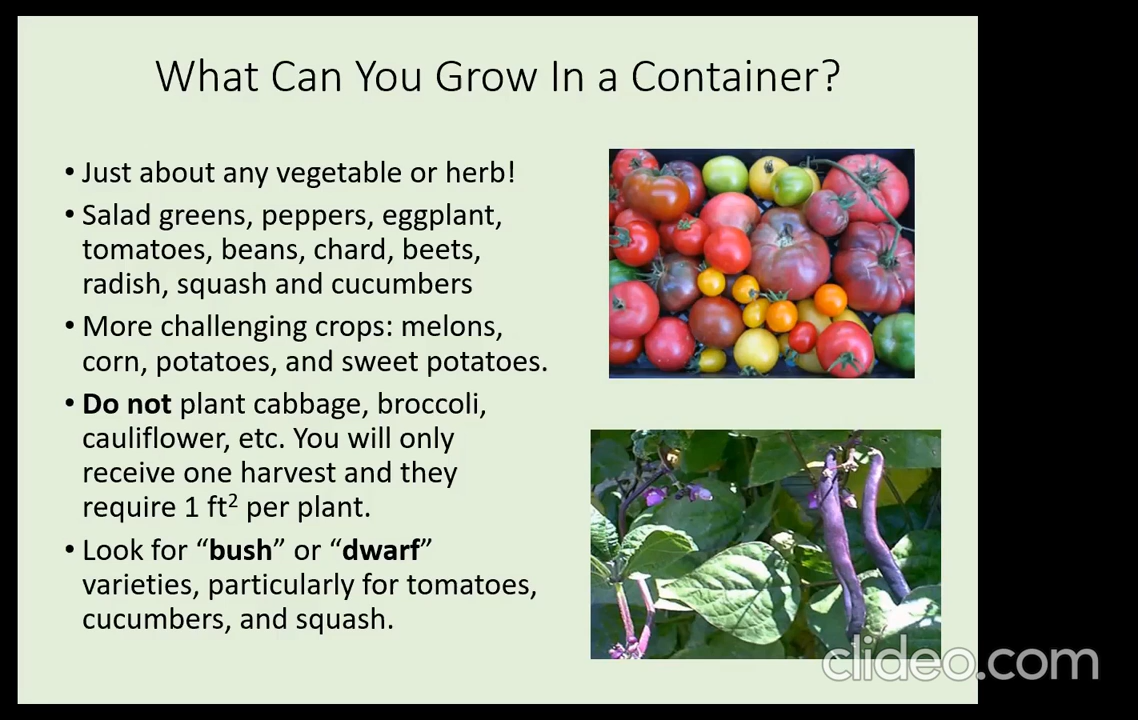 What Can You Grow In a Container?
• Just about any vegetable or herb!
• Salad greens, peppers, eggplant,
tomatoes, beans, chard, beets,
radish, squash and cucumbers
• More challenging crops: melons,
corn, potatoes, and sweet potatoes.
• Do not plant cabbage, broccoli,
cauliflower, etc. You will only
receive one harvest and they
require 1 ft² per plant.
• Look for “bush” or “dwarf”
varieties, particularly for tomatoes,
cucumbers, and squash.
clideo.com